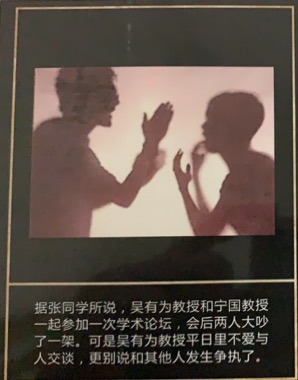 据张同学所说，吴有为教授和宁国教授
一起参加一次学术论坛，会后两人大吵
了一架。可是吴有为教授平日里不爱与
人交谈，更别说和其他人发生争执了。